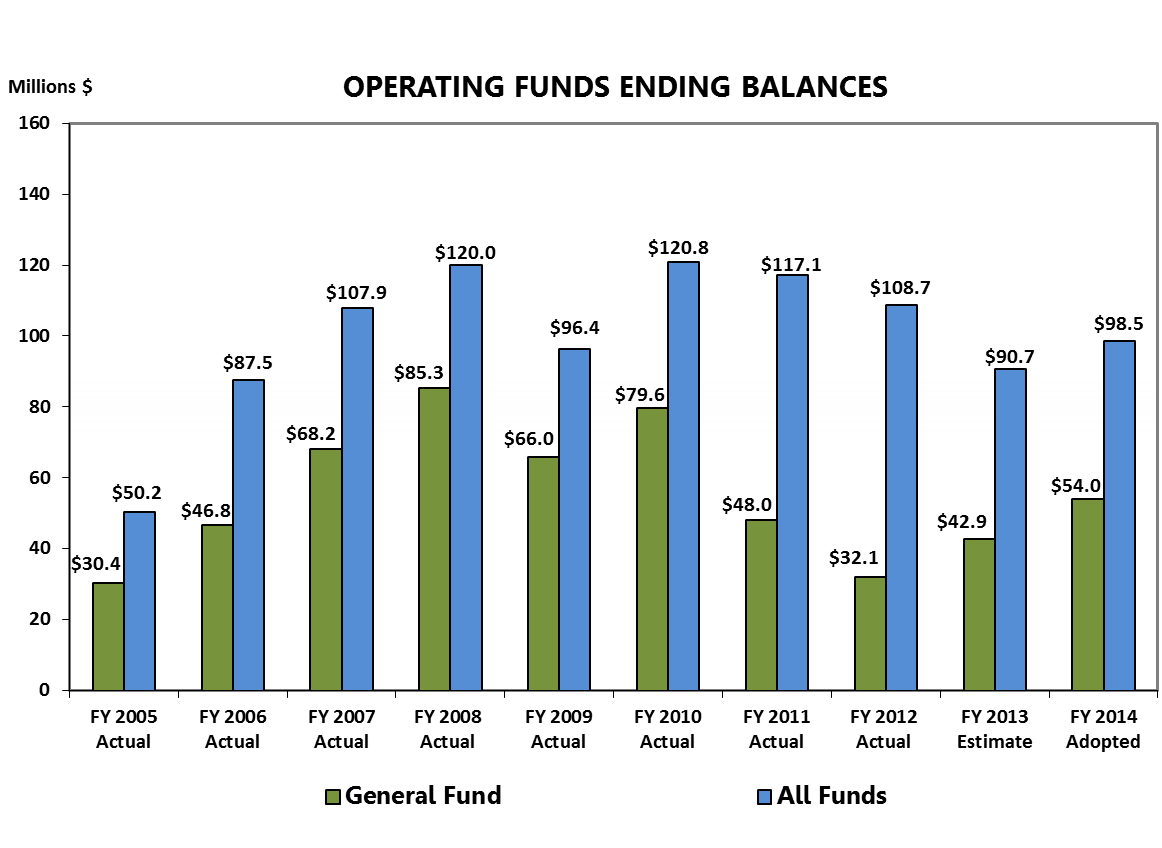 Millions $
OPERATING FUNDS ENDING BALANCES
160
140
120
100
80
60
40
20
0
$30.4
$50.2
$46.8
$87.5
$68.2
$107.9
$85.3
$120.0
$66.0
$96.4
$79.6
$120.8
$48.0
$117.1
$32.1
$108.7
$42.9
$90.7
$54.0
$98.5
FY 2005
Actual
FY 2006
Actual
FY 2007
Actual
FY 2008
Actual
FY 2009
Actual
FY 2010
Actual
FY 2011
Actual
FY 2012
Actual
FY 2013
Estimate
FY 2014
Adopted
General Fund
All Funds